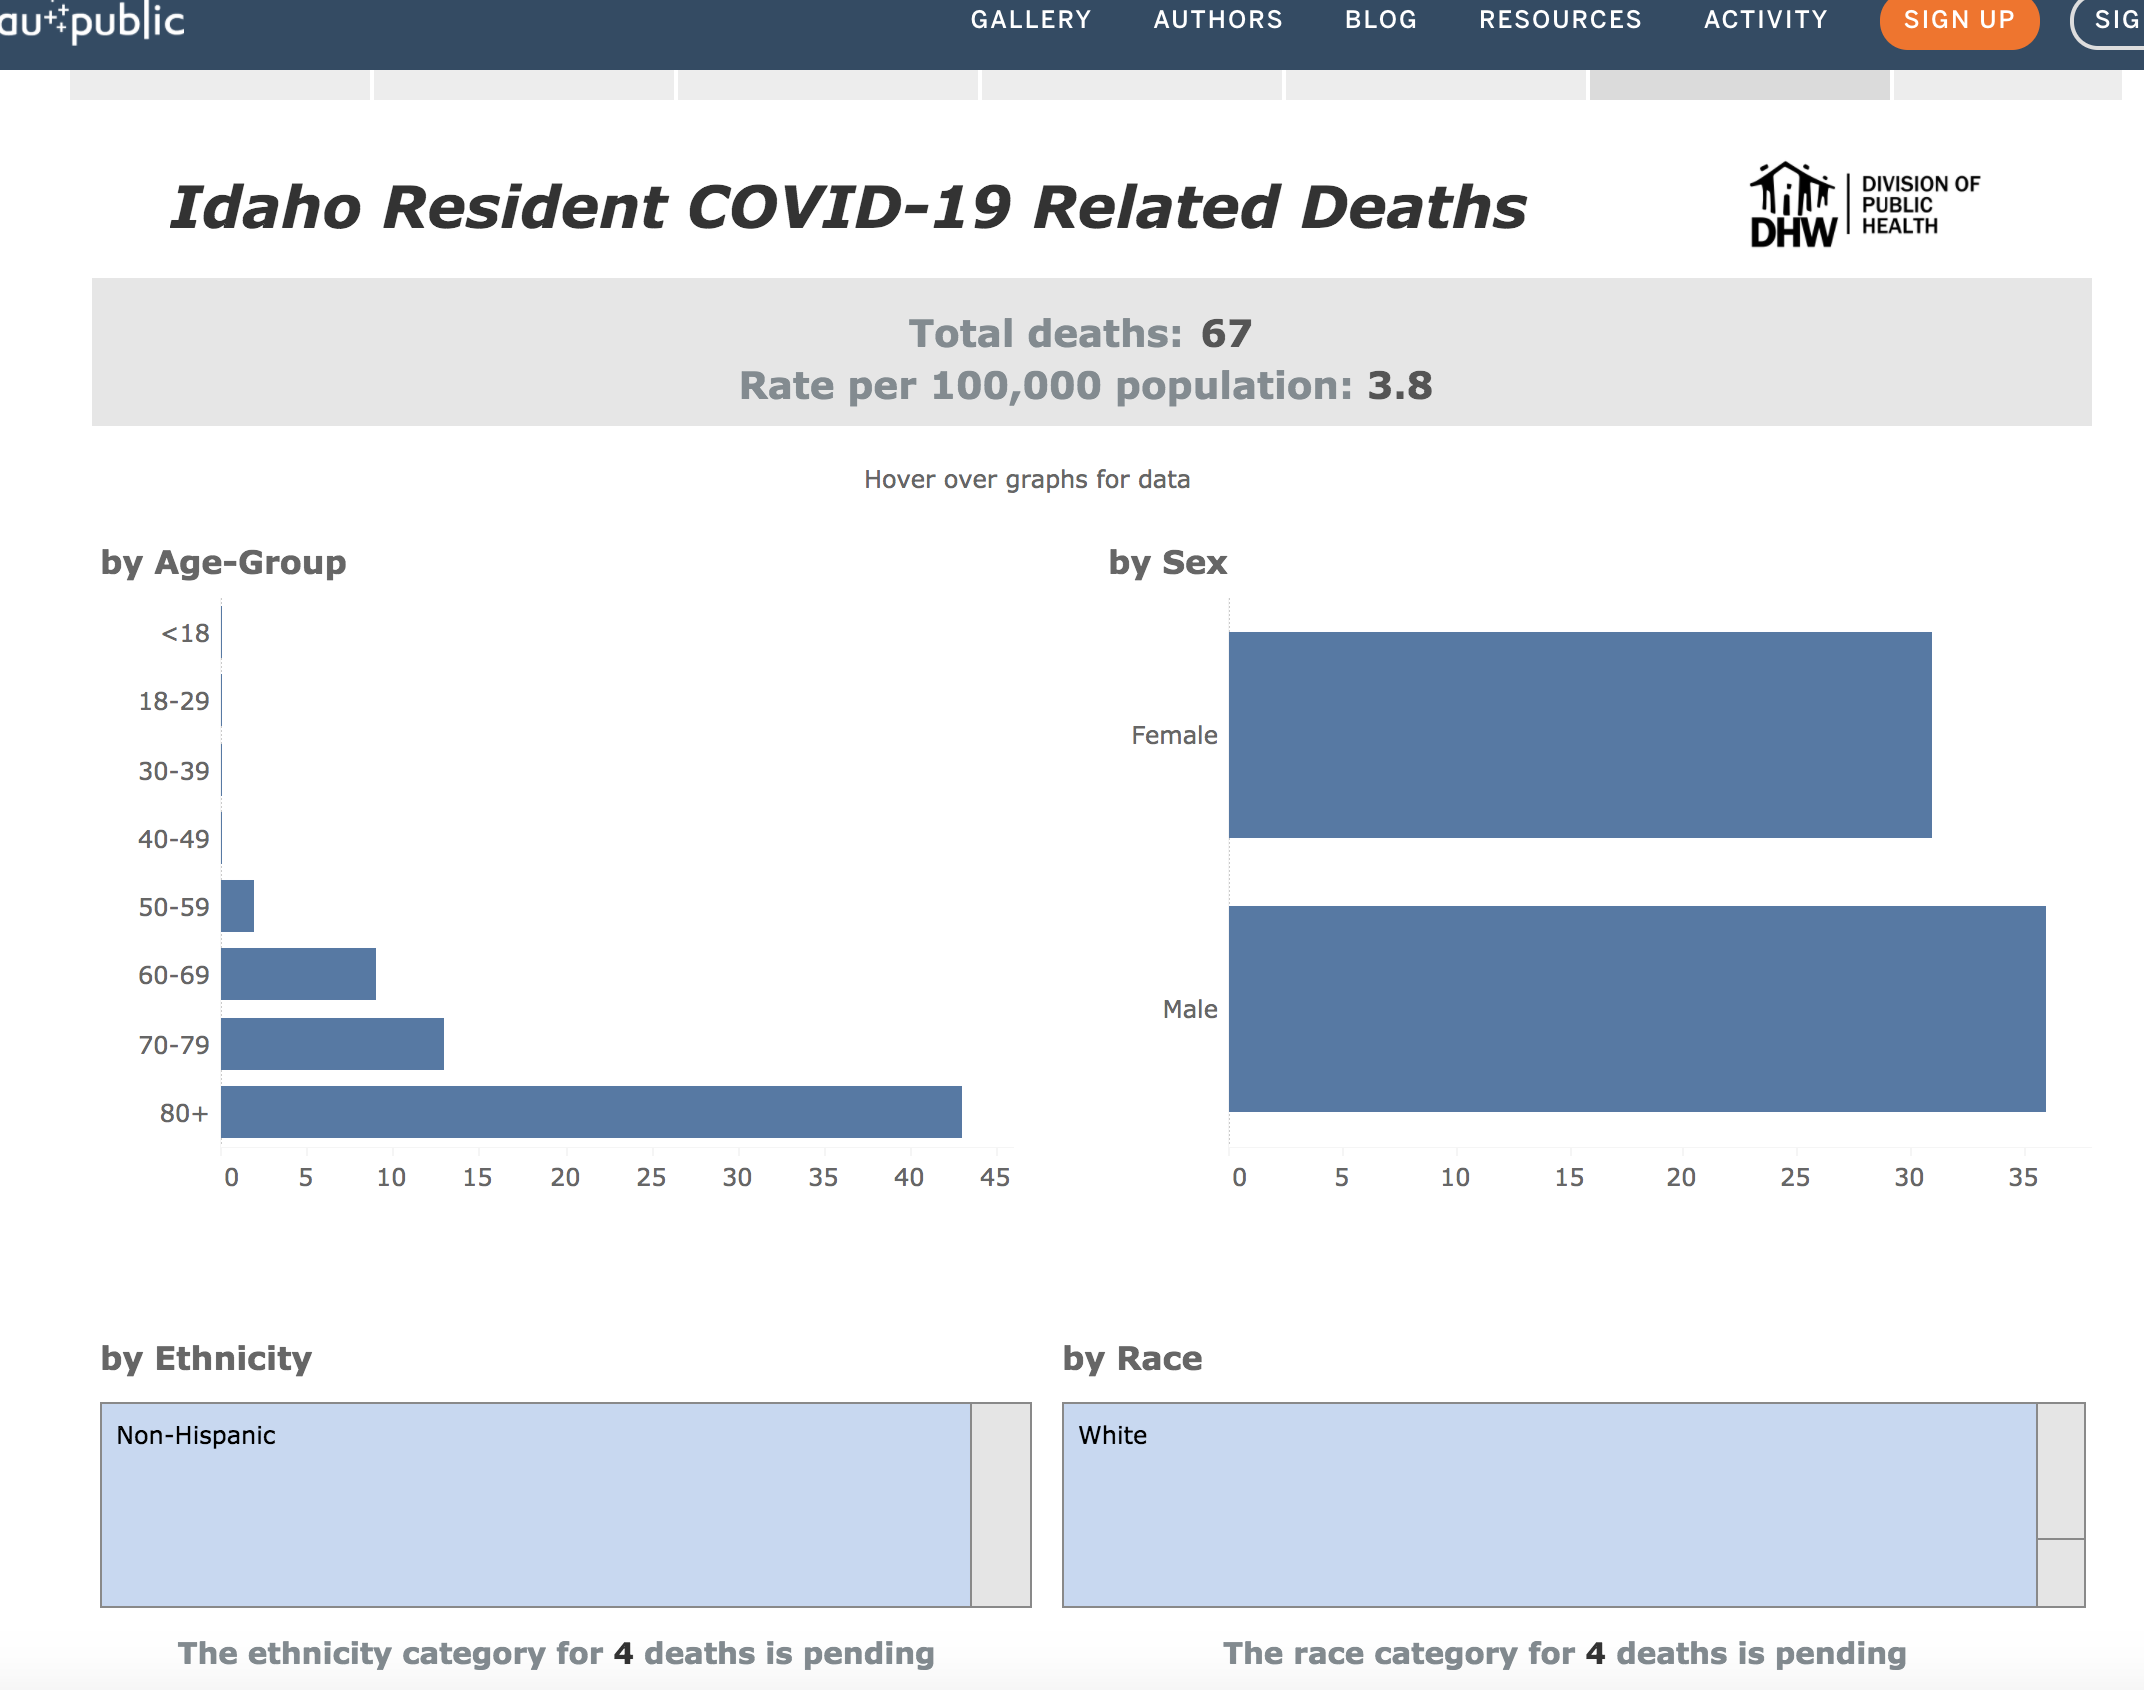 au public
GALLERY AUTHORS BLOG RESOURCES ACTIVITY SIGN UP SIG
Idaho Resident COVID-19 Related Deaths
DHW
DIVISION OF
PUBLIC
HEALTH
Total deaths: 67
Rate per 100,000 population: 3.8
Hover over graphs for data
by Age-Group
<18
18-29
30-39
40-49
50-59
60-69
70-79
80+
0 5 10 15 20 25 30 35 40 45
by Sex
Female
Male
0 5 10 15 20 25 30 35
by Ethnicity
Non-Hispanic
The ethnicity category for 4 deaths is pending
by Race
White
The race category for 4 deaths is pending